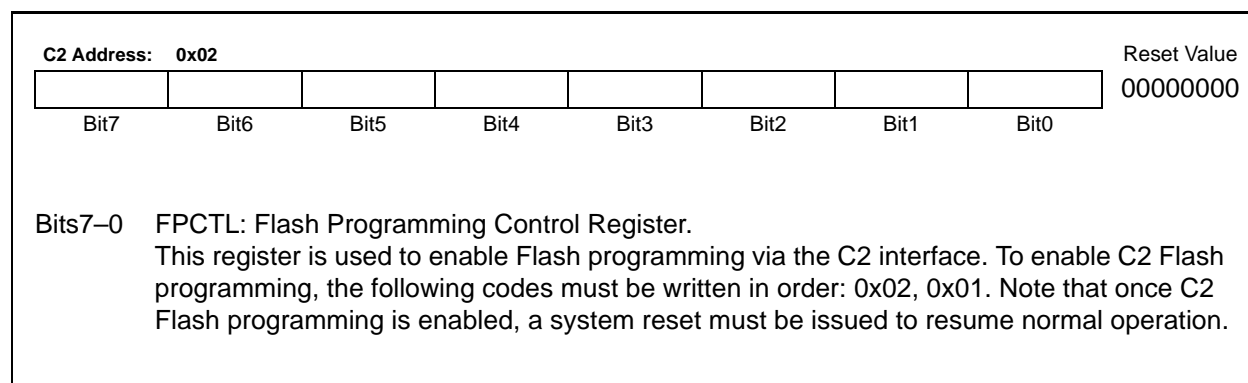 C2 Address: 0x02 Reset Value
00000000
Bit7 Bit6 Bit5 Bit4 Bit3 Bit2 Bit1 Bit0
Bits7–0 FPCTL: Flash Programming Control Register.
This register is used to enable Flash programming via the C2 interface. To enable C2 Flash
programming, the following codes must be written in order: 0x02, 0x01. Note that once C2
Flash programming is enabled, a system reset must be issued to resume normal operation.